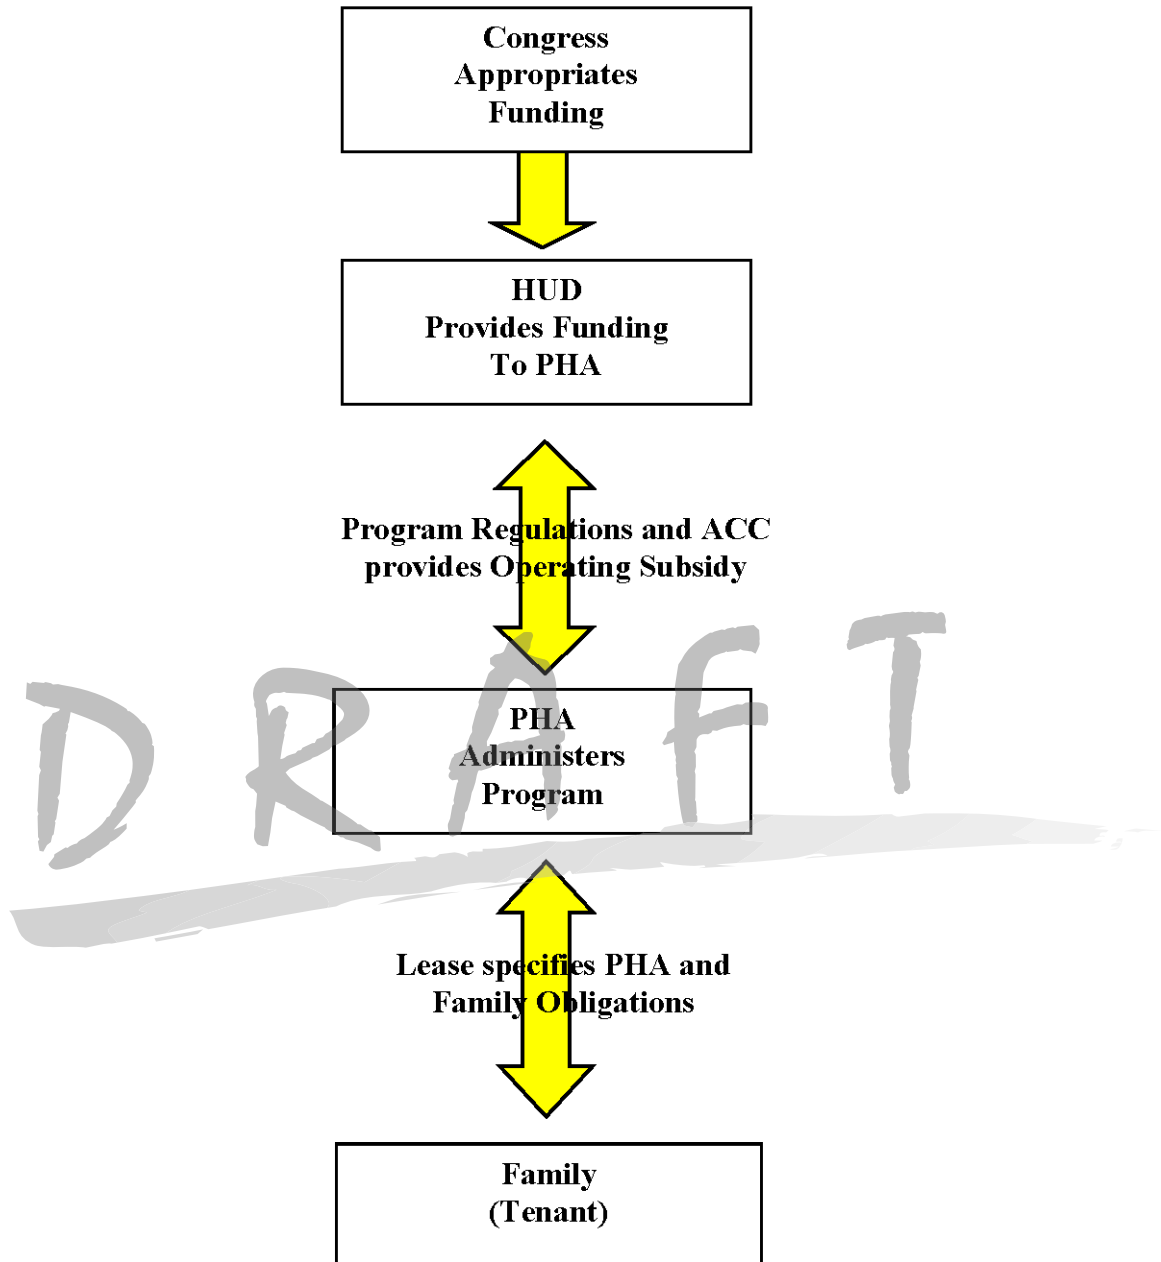 Congress
Appropriates
Funding
HUD
Provides Funding
To PHA
Program Regulations and ACC
provides Operating Subsidy
DRAFT
PHA
Administers
Program
Lease specifies PHA and
Family Obligations
Family
(Tenant)